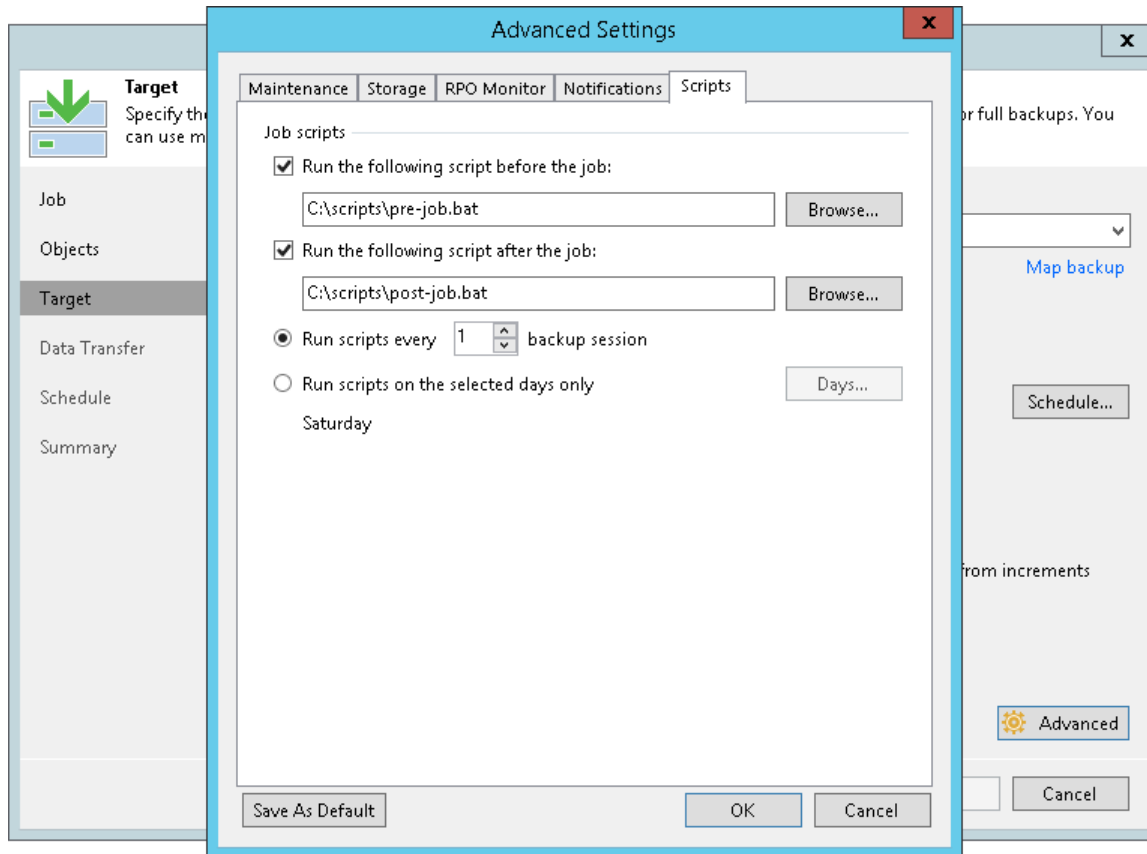 Advanced Settings
x
x
Target
Specify the
or full backups. You
can use m
Job
Objects
Target
Data Transfer
Schedule
Summary
Maintenance
Storage
RPO Monitor
Notifications
Scripts
Job scripts
Run the following script before the job:
C:\scripts\pre-job.bat
Browse...
Run the following script after the job:
C:\scripts\post-job.bat
Browse...
Run scripts every 1 backup session
Run scripts on the selected days only
Days...
Saturday
Map backup
Schedule...
from increments
Advanced
Save As Default
OK
Cancel
Cancel